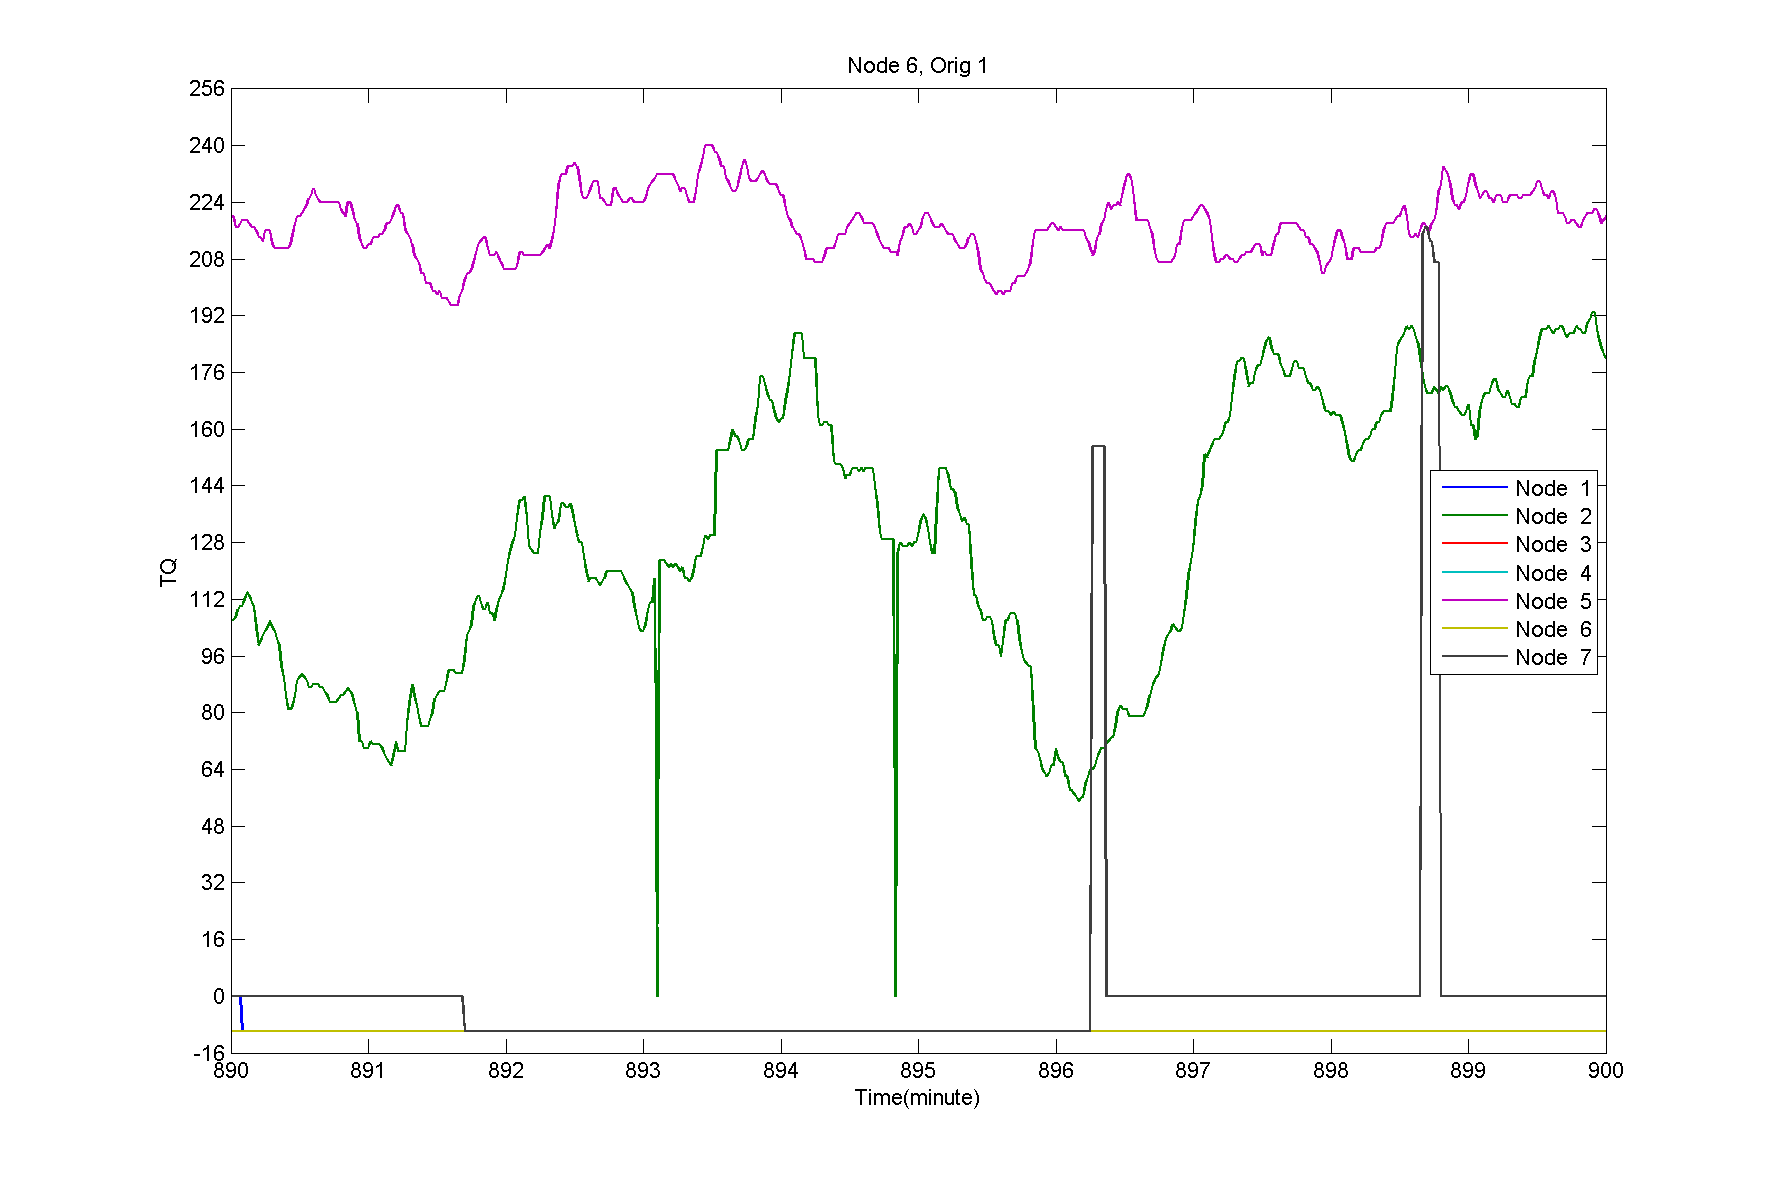 Node 6, Orig 1
256
240
224
208
192
176
160
144
128
112
96
80
64
48
32
16
0
-16
TQ
Node 1
Node 2
Node 3
Node 4
Node 5
Node 6
Node 7
890 891 892 893 894 895 896 897 898 899 900
Time(minute)